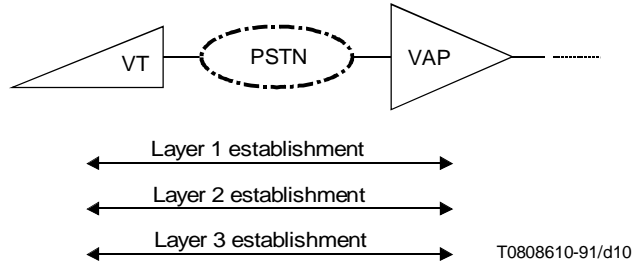 VT
PSTN
VAP
Layer 1 establishment
Layer 2 establishment
Layer 3 establishment
T0808610-91/d10